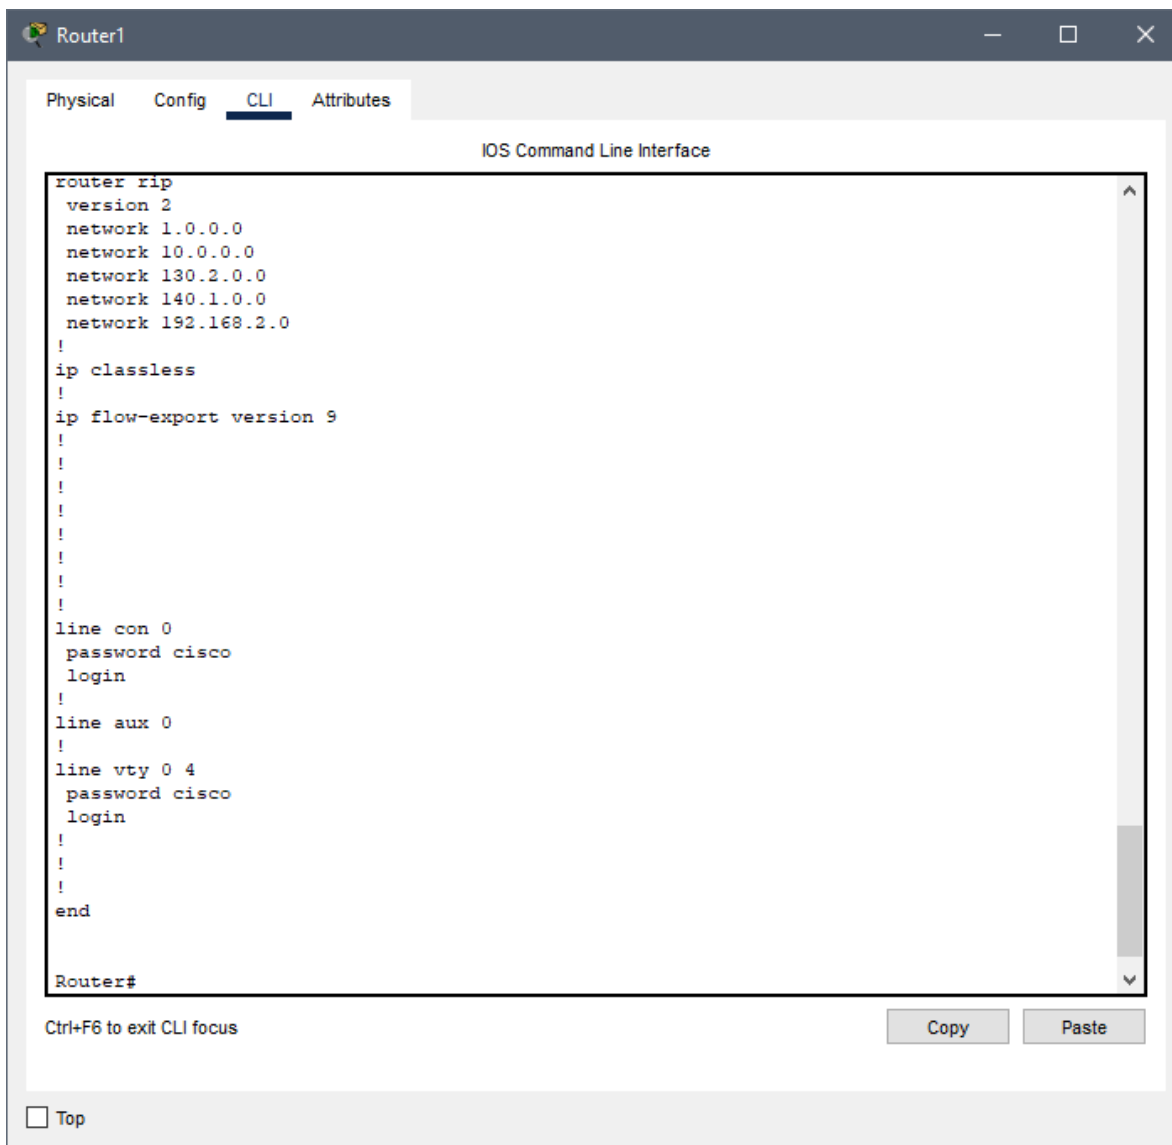 Router1
Physical Config CLI Attributes
IOS Command Line Interface
router rip
version 2
network 1.0.0.0
network 10.0.0.0
network 130.2.0.0
network 140.1.0.0
network 192.168.2.0
!
ip classless
!
ip flow-export version 9
!
!
!
!
!
!
!
!
line con 0
password cisco
login
!
line aux 0
!
line vty 0 4
password cisco
login
!
!
!
end
Router#
Ctrl+F6 to exit CLI focus
Copy Paste
Top